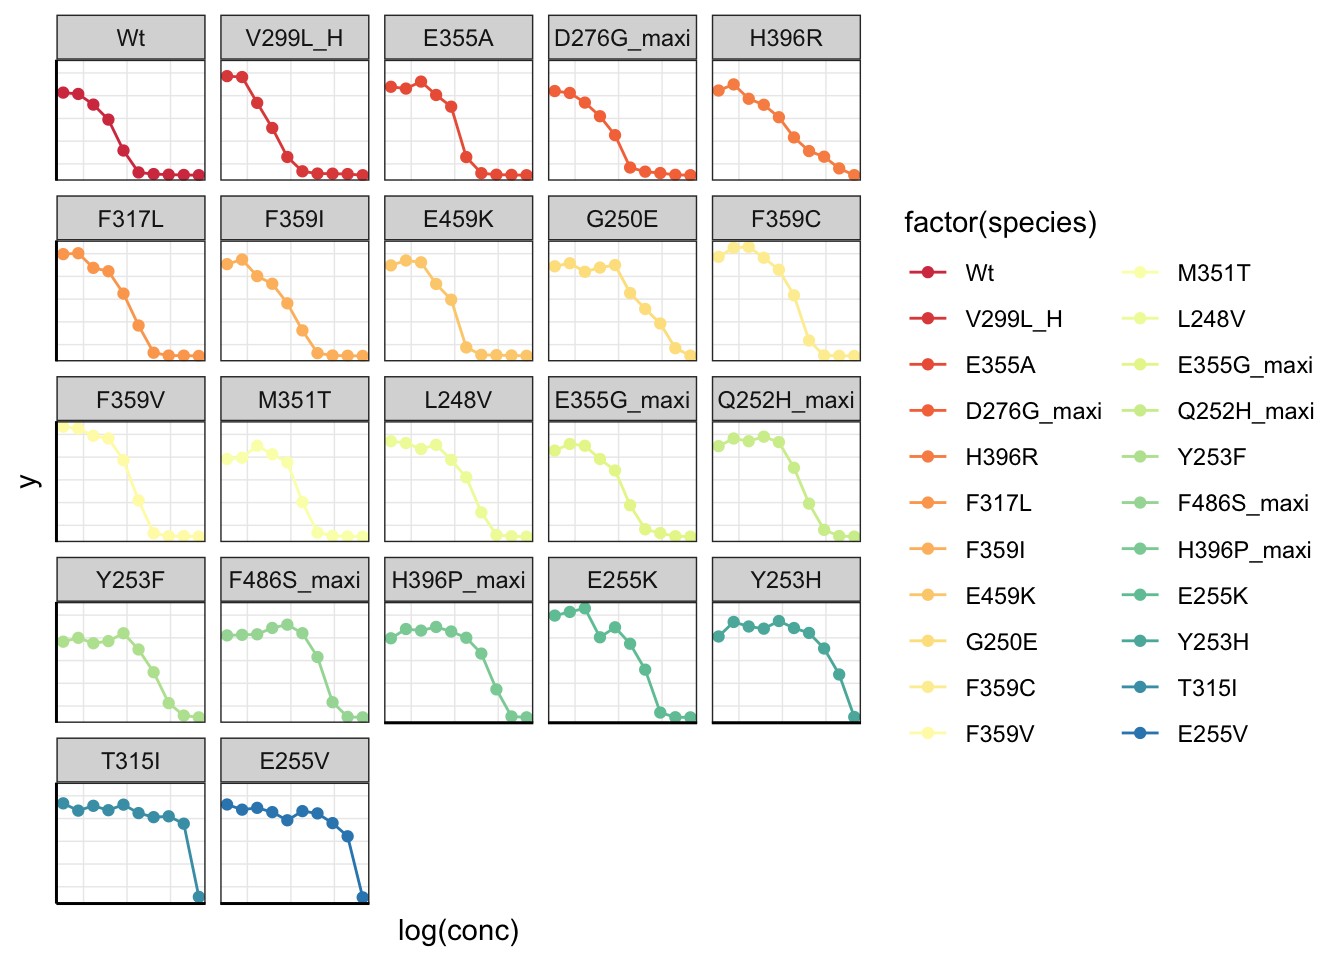 Wt
V299L_H
E355A
D276G_maxi
H396R
F317L
F359I
E459K
G250E
F359C
F359V
M351T
L248V
E355G_maxi
Q252H_maxi
Y253F
F486S_maxi
H396P_maxi
E255K
Y253H
T315I
E255V
y
log(conc)
factor(species)
Wt
V299L_H
E355A
D276G_maxi
H396R
F317L
F359I
E459K
G250E
F359C
F359V
M351T
L248V
E355G_maxi
Q252H_maxi
Y253F
F486S_maxi
H396P_maxi
E255K
Y253H
T315I
E255V